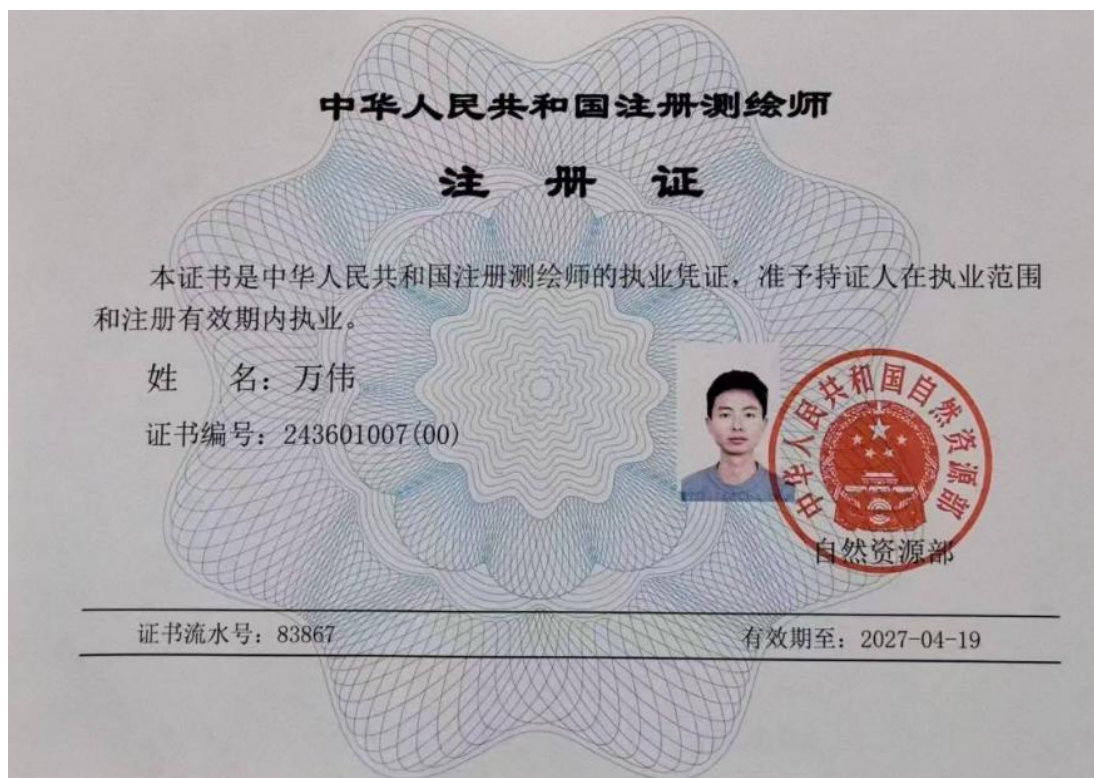 中华人民共和国注册测绘师
注 册 证
本证书是中华人民共和国注册测绘师的执业凭证，准予持证人在执业范围
和注册有效期内执业。
姓 名：万伟
证书编号：243601007(00)
中华人民共和国自然资源部
自然资源部
证书流水号：83867
有效期至：2027-04-19